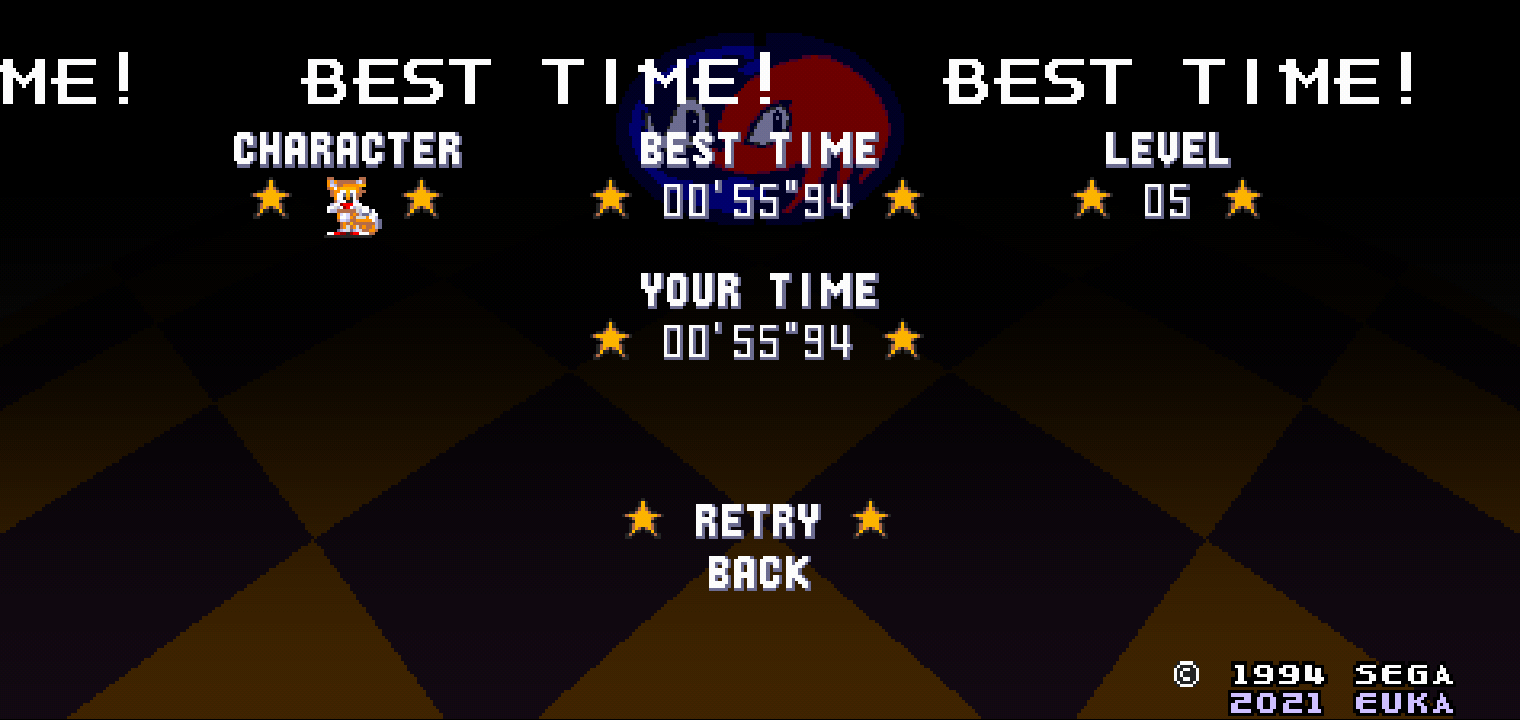 ME! BEST TIME! BEST TIME!
CHARACTER BEST TIME LEVEL
00'55"94 05
YOUR TIME
00'55"94
RETRY
BACK
© 1994 SEGA
2021 EUKA